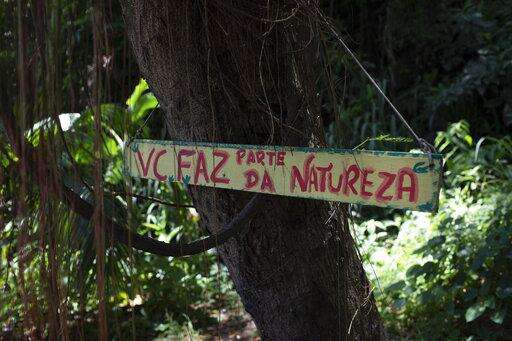 VC FAZ PARTE DA NATUREZA